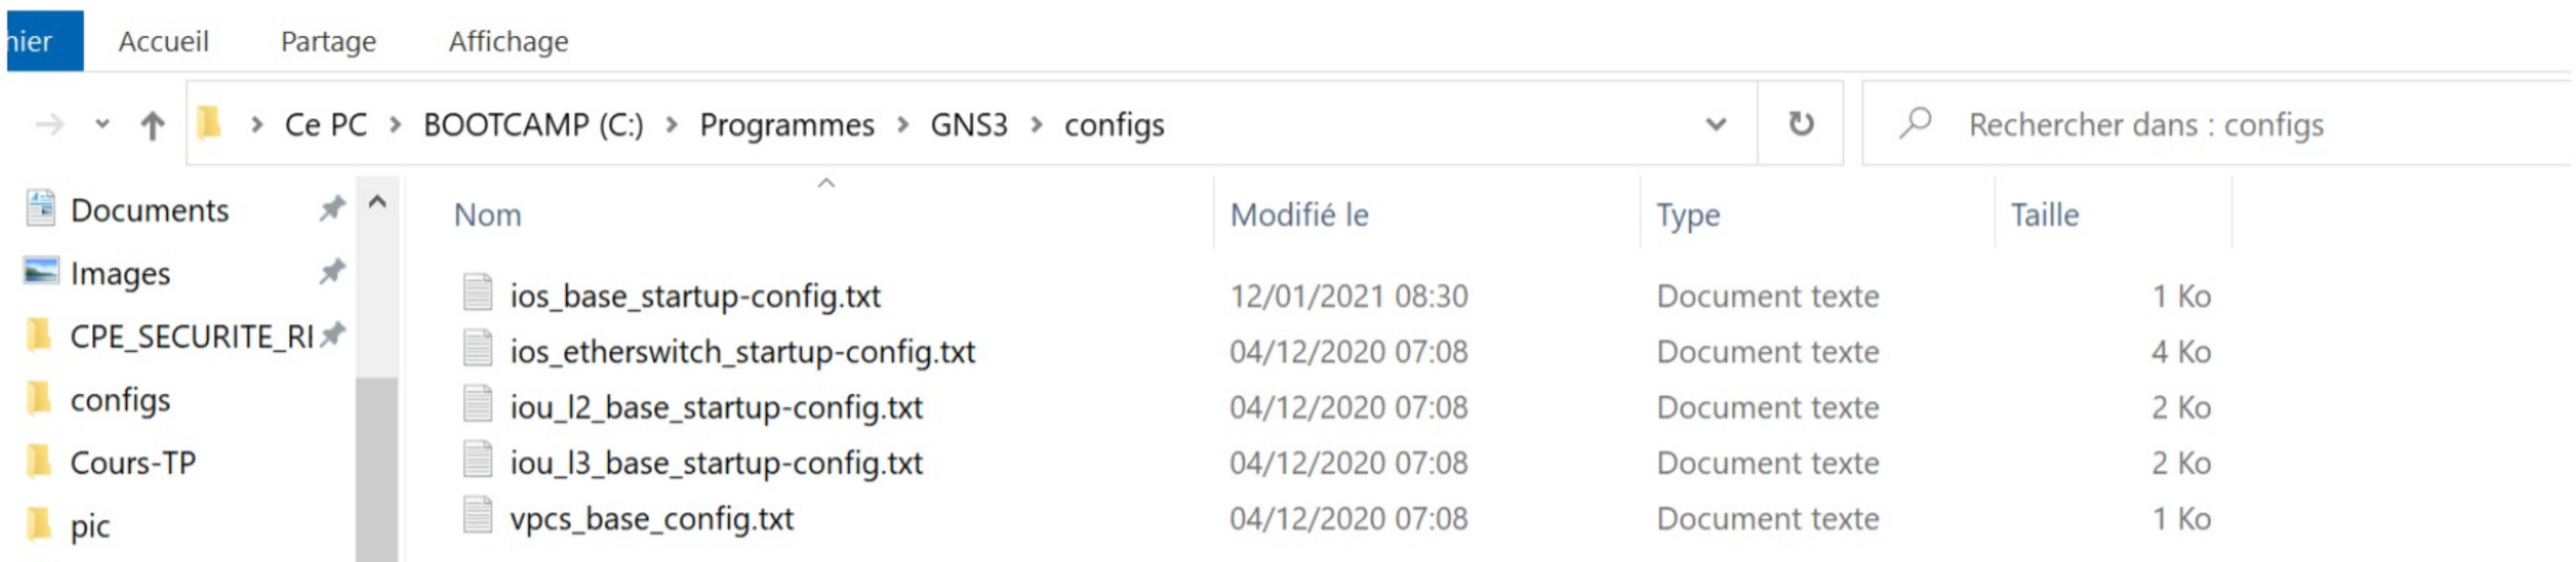 hier Accueil Partage Affichage
Ce PC > BOOTCAMP (C:) > Programmes > GNS3 > configs Rechercher dans : configs
Documents
Images
CPE_SECURITE_RI
configs
Cours-TP
pic
Nom Modifié le Type Taille
ios_base_startup-config.txt 12/01/2021 08:30 Document texte 1 Ko
ios_etherswitch_startup-config.txt 04/12/2020 07:08 Document texte 4 Ko
iou_l2_base_startup-config.txt 04/12/2020 07:08 Document texte 2 Ko
iou_l3_base_startup-config.txt 04/12/2020 07:08 Document texte 2 Ko
vpcs_base_config.txt 04/12/2020 07:08 Document texte 1 Ko